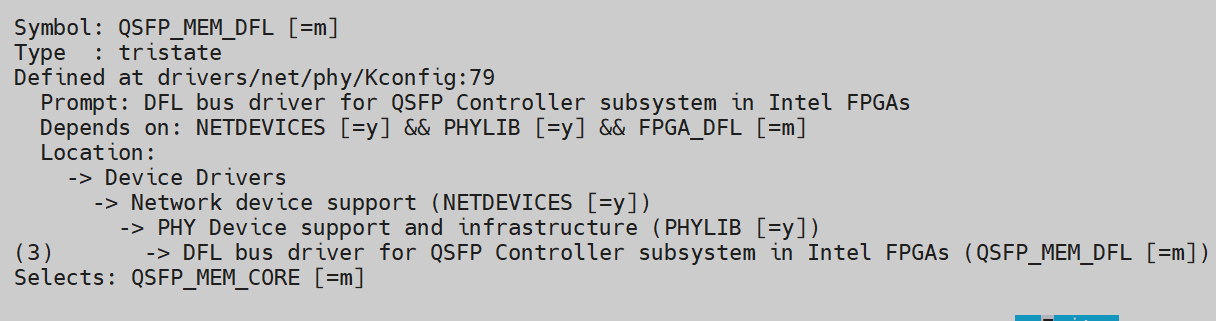 Symbol: QSFP_MEM_DFL [=m]
Type  : tristate
Defined at drivers/net/phy/Kconfig:79
  Prompt: DFL bus driver for QSFP Controller subsystem in Intel FPGAs
  Depends on: NETDEVICES [=y] && PHYLIB [=y] && FPGA_DFL [=m]
  Location:
    -> Device Drivers
      -> Network device support (NETDEVICES [=y])
        -> PHY Device support and infrastructure (PHYLIB [=y])
(3)       -> DFL bus driver for QSFP Controller subsystem in Intel FPGAs (QSFP_MEM_DFL [=m])
Selects: QSFP_MEM_CORE [=m]